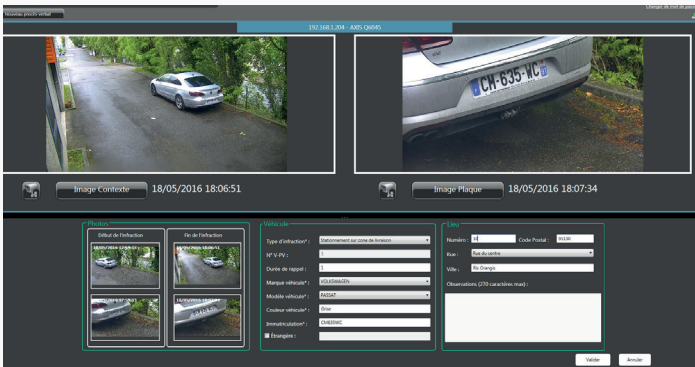 Changer de mot de passe
Nouveau procès-verbal
192.168.1.204 - AXIS Q6045
CM-635-WC
Image Contexte
18/05/2016 18:06:51
Image Plaque
18/05/2016 18:07:34
Photos
Début de l'infraction
Fin de l'infraction
Véhicule
Type d'infraction* :
Stationnement sur zone de livraison
N° V-PV :
1
Durée de rappel :
1
Marque véhicule* :
VOLKSWAGEN
Modèle véhicule* :
PASSAT
Couleur véhicule* :
Grise
Immatriculation* :
CM635WC
Étrangère :
Lieu
Numéro :
Code Postal :
Rue :
Rue du centre
Ville :
Ris Orangis
Observations (270 caractères max) :
Valider
Annuler